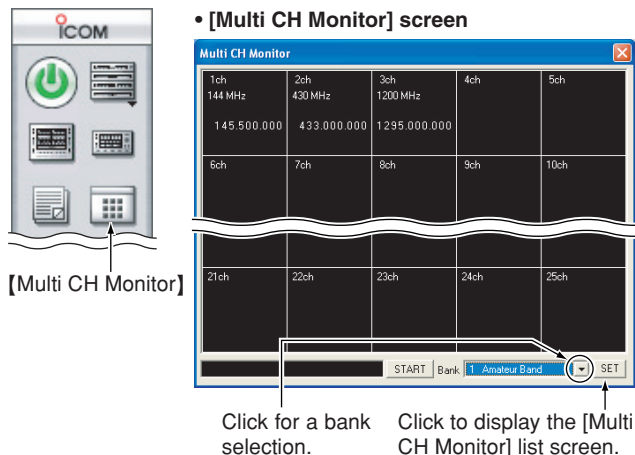 ICOM
【Multi CH Monitor】
• [Multi CH Monitor] screen
Multi CH Monitor
1ch 2ch 3ch 4ch 5ch
144 MHz 430 MHz 1200 MHz
145.500.000 433.000.000 1295.000.000
6ch 7ch 8ch 9ch 10ch
21ch 22ch 23ch 24ch 25ch
START Bank 1 Amateur Band SET
Click for a bank
selection.
Click to display the [Multi
CH Monitor] list screen.